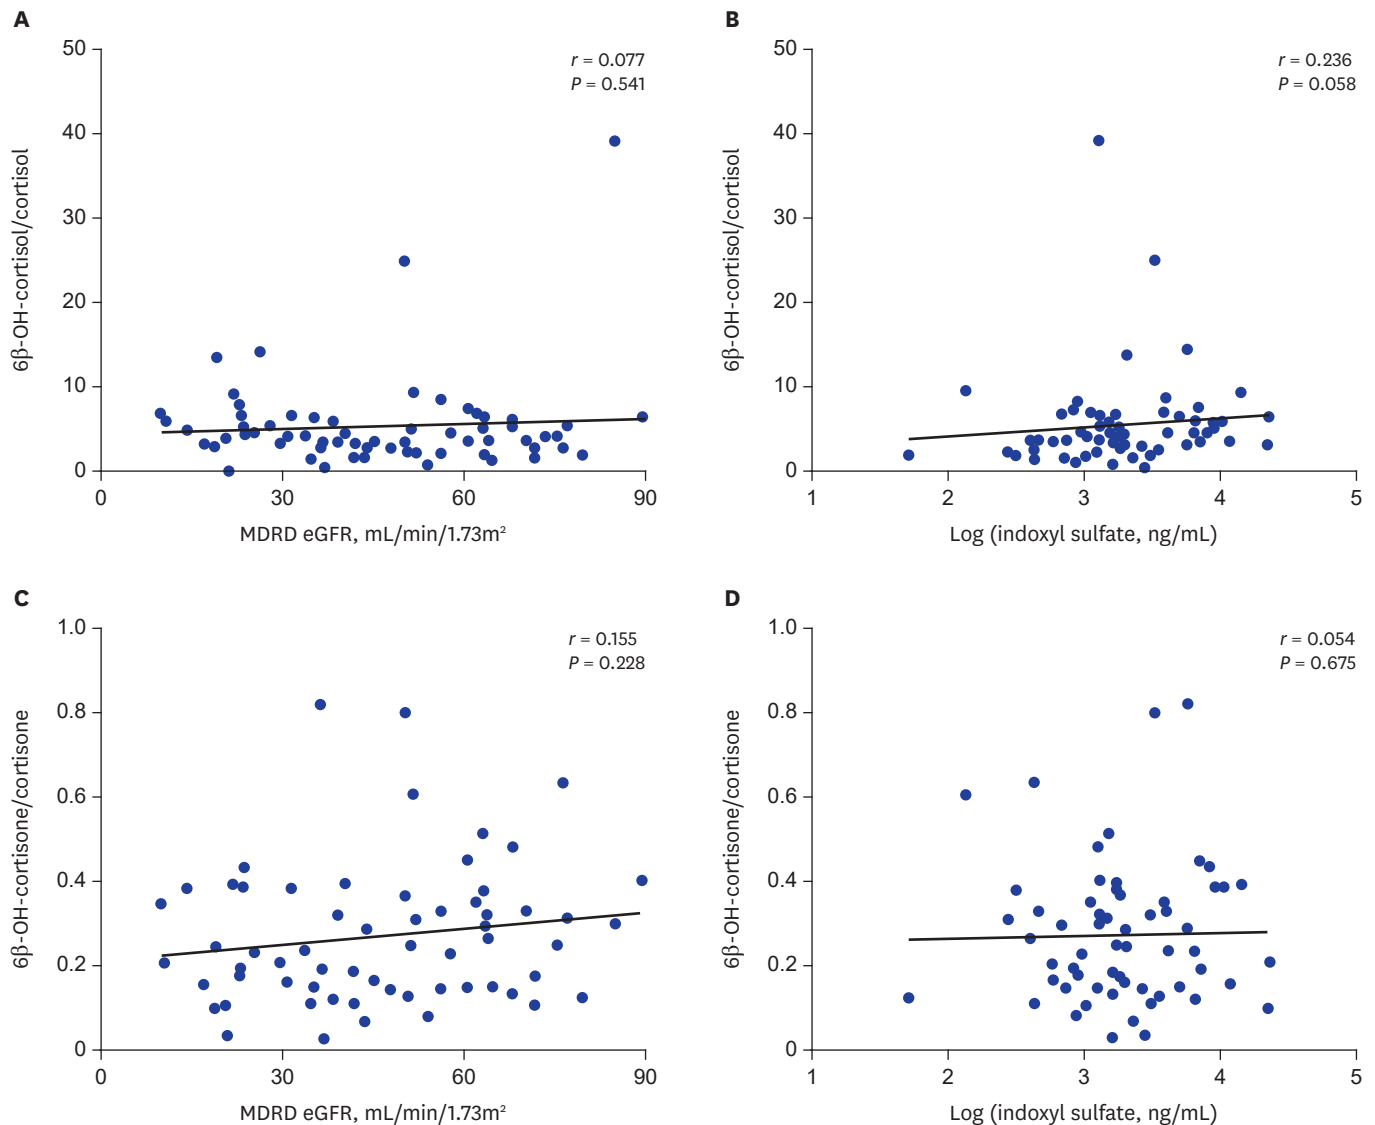 A
50
40
30
20
10
0
0 30 60 90
6β-OH-cortisol/cortisol
MDRD eGFR, mL/min/1.73m²
r = 0.077
P = 0.541
B
50
40
30
20
10
0
1 2 3 4 5
6β-OH-cortisol/cortisol
Log (indoxyl sulfate, ng/mL)
r = 0.236
P = 0.058
C
1.0
0.8
0.6
0.4
0.2
0
0 30 60 90
6β-OH-cortisone/cortisone
MDRD eGFR, mL/min/1.73m²
r = 0.155
P = 0.228
D
1.0
0.8
0.6
0.4
0.2
0
1 2 3 4 5
6β-OH-cortisone/cortisone
Log (indoxyl sulfate, ng/mL)
r = 0.054
P = 0.675